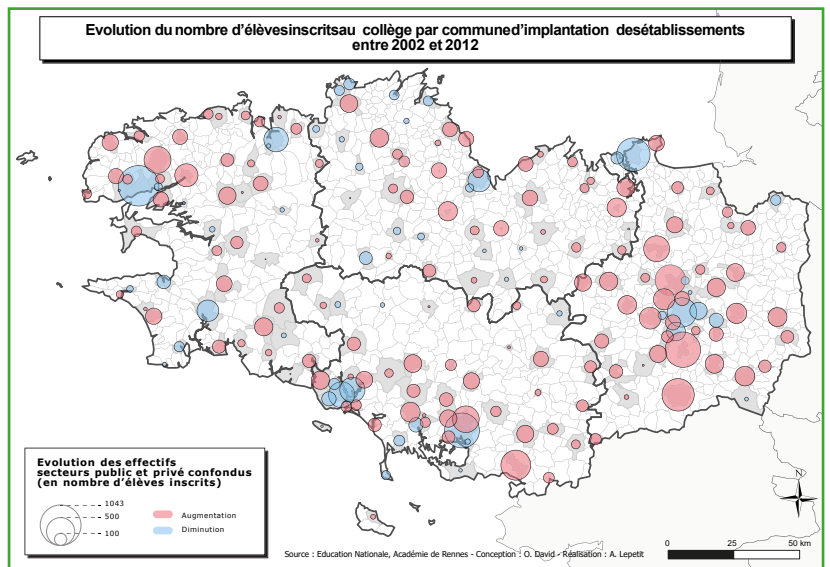 Evolution du nombre d'élèvesinscritsau collège par communed'implantation desétablissements
entre 2002 et 2012
N
Evolution des effectifs
secteurs public et privé confondus
(en nombre d'élèves inscrits)
1043
500
100
Augmentation
Diminution
Source : Education Nationale, Académie de Rennes - Conception : O. David - Réalisation : A. Lepetit
0 25 50 km